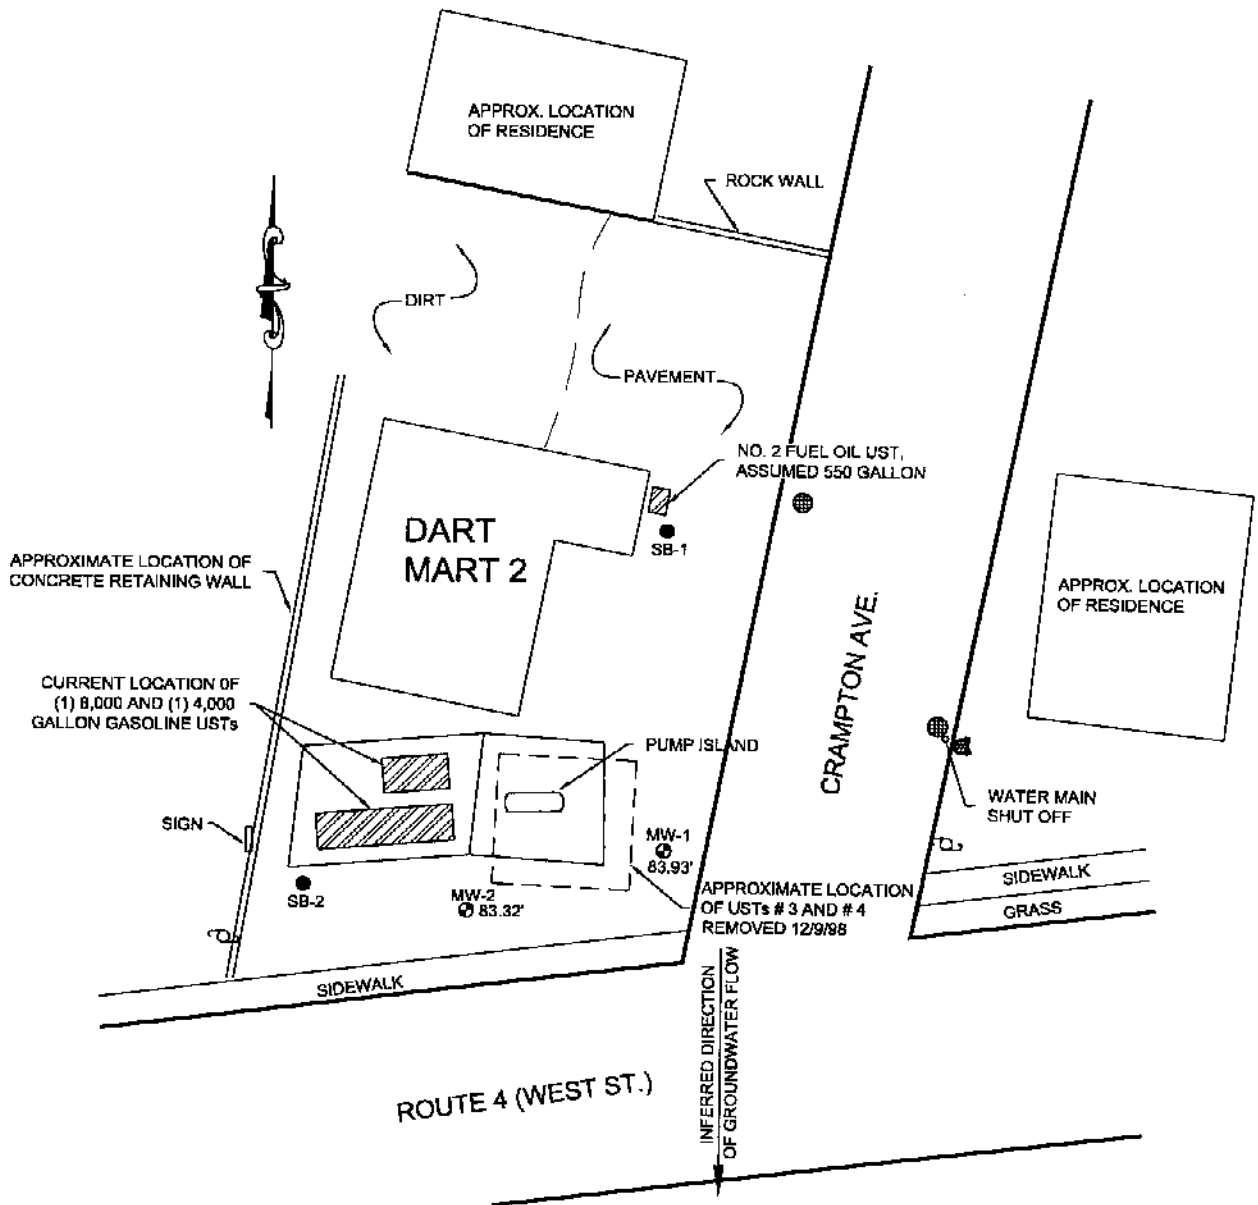 APPROX. LOCATION
OF RESIDENCE
ROCK WALL
DIRT
PAVEMENT
NO. 2 FUEL OIL UST,
ASSUMED 550 GALLON
SB-1
DART
MART 2
APPROXIMATE LOCATION OF
CONCRETE RETAINING WALL
APPROX. LOCATION
OF RESIDENCE
CRAMPTON AVE.
CURRENT LOCATION OF
(1) 8,000 AND (1) 4,000
GALLON GASOLINE USTs
PUMP ISLAND
WATER MAIN
SHUT OFF
SIGN
MW-1
83.93'
SB-2
MW-2
83.32'
APPROXIMATE LOCATION
OF USTs # 3 AND # 4
REMOVED 12/9/98
SIDEWALK
GRASS
SIDEWALK
INFERRED DIRECTION
OF GROUNDWATER FLOW
ROUTE 4 (WEST ST.)